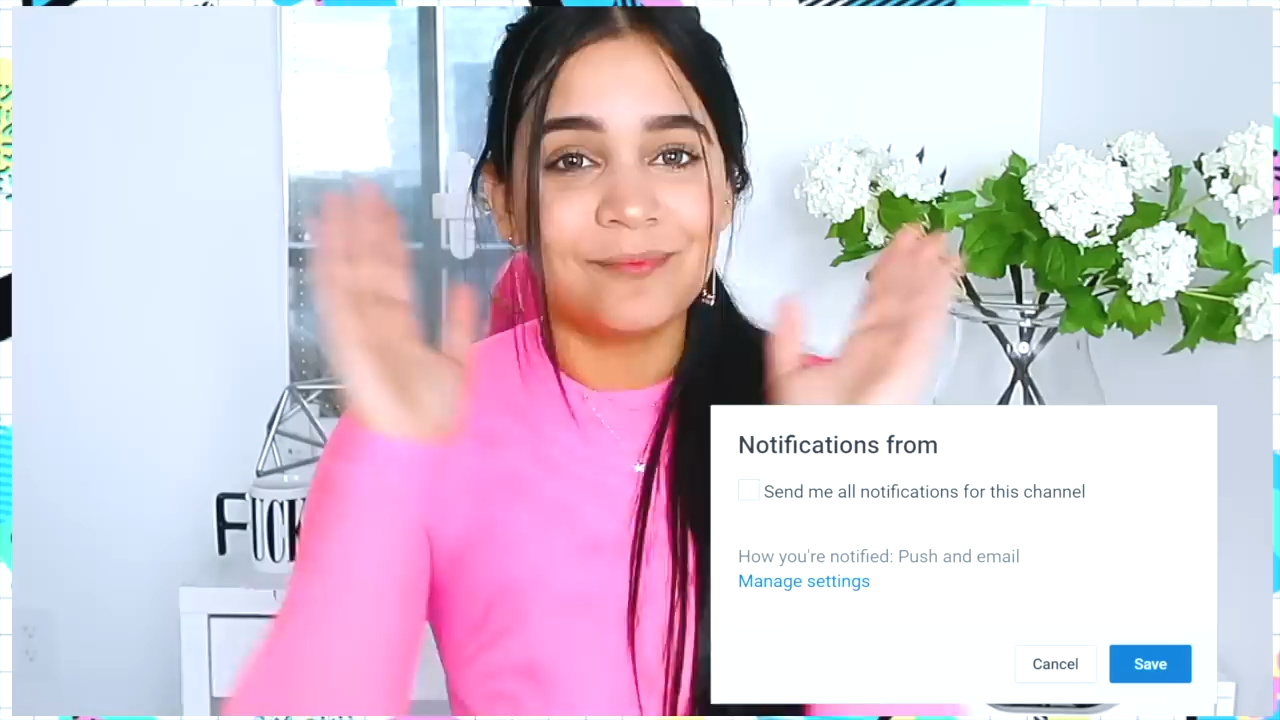 FUCK
Notifications from
Send me all notifications for this channel
How you're notified: Push and email
Manage settings
Cancel
Save